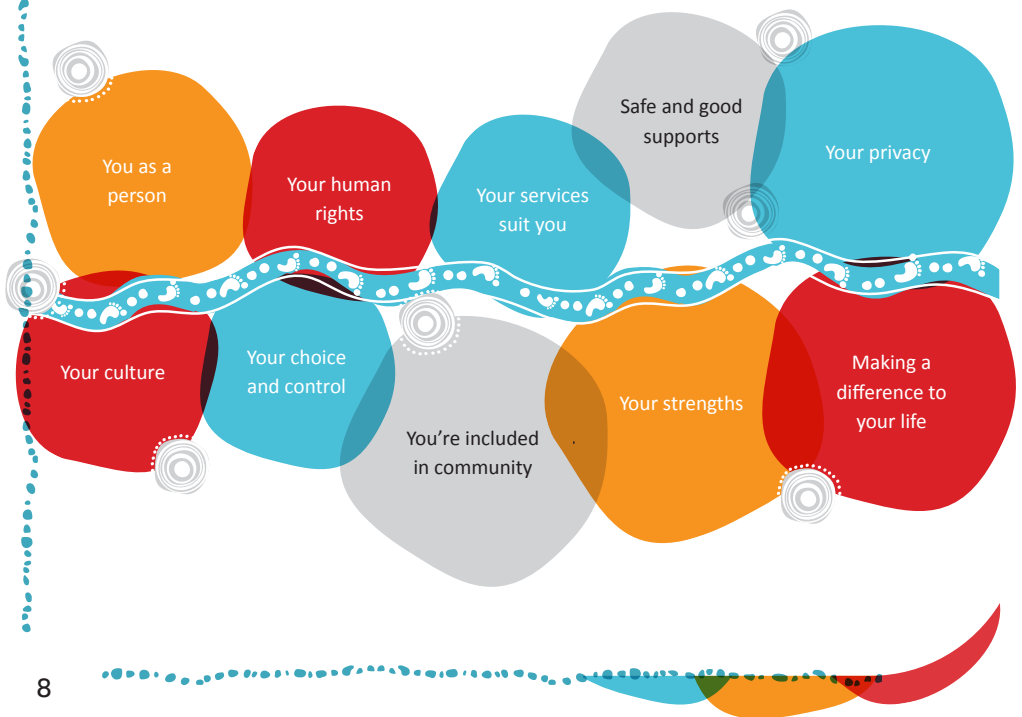 You as a
person
Your human
rights
Your services
suit you
Safe and good
supports
Your privacy
Your culture
Your choice
and control
You’re included
in community
Your strengths
Making a
difference to
your life
8